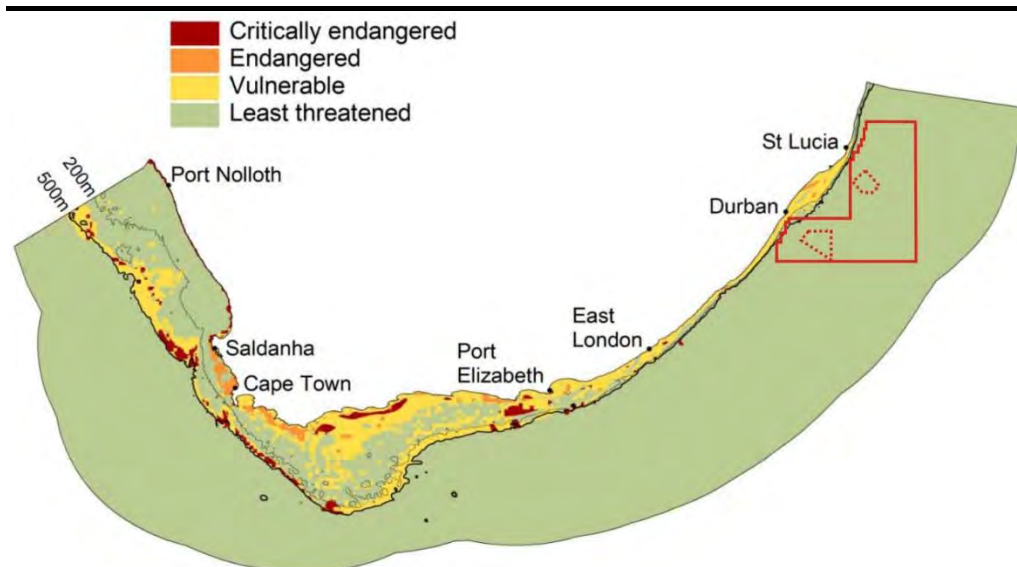 Critically endangered
Endangered
Vulnerable
Least threatened
St Lucia
Port Nolloth
200m
500m
Durban
East
London
Port
Elizabeth
Saldanha
Cape Town